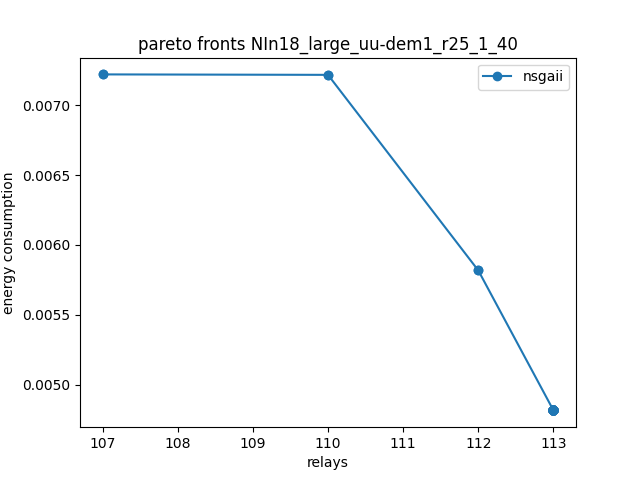 pareto fronts NIn18_large_uu-dem1_r25_1_40
nsgaii
energy consumption
0.0070
0.0065
0.0060
0.0055
0.0050
107 108 109 110 111 112 113
relays